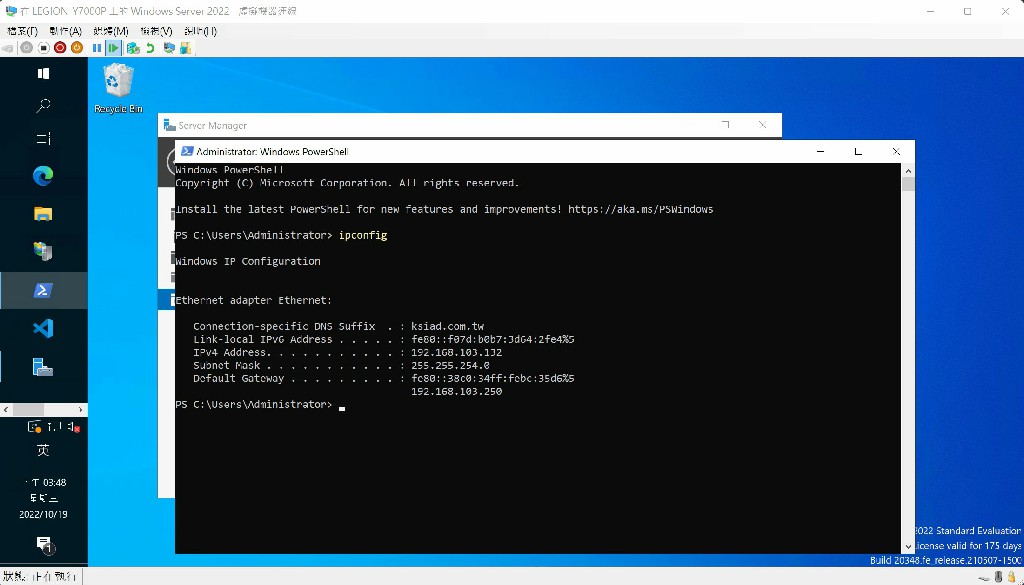 在 LEGION-Y7000P 上的 Windows Server 2022 - 虛擬機器連線
檔案(F) 動作(A) 媒體(M) 檢視(V) 說明(H)
Recycle Bin
Server Manager
Administrator: Windows PowerShell
Windows PowerShell
Copyright (C) Microsoft Corporation. All rights reserved.
Install the latest PowerShell for new features and improvements! https://aka.ms/PSWindows
PS C:\Users\Administrator> ipconfig
Windows IP Configuration
Ethernet adapter Ethernet:
Connection-specific DNS Suffix  . : ksiad.com.tw
Link-local IPv6 Address . . . . . : fe80::f07d:b0b7:3d64:2fe4%5
IPv4 Address. . . . . . . . . . . : 192.168.103.132
Subnet Mask . . . . . . . . . . . : 255.255.254.0
Default Gateway . . . . . . . . . : fe80::38c0:34ff:febc:35d6%5
192.168.103.250
PS C:\Users\Administrator>
英
03:48
2022/10/19
1
2022 Standard Evaluation
License valid for 175 days
Build 20348.fe_release.210507-1500
狀態: 正在執行